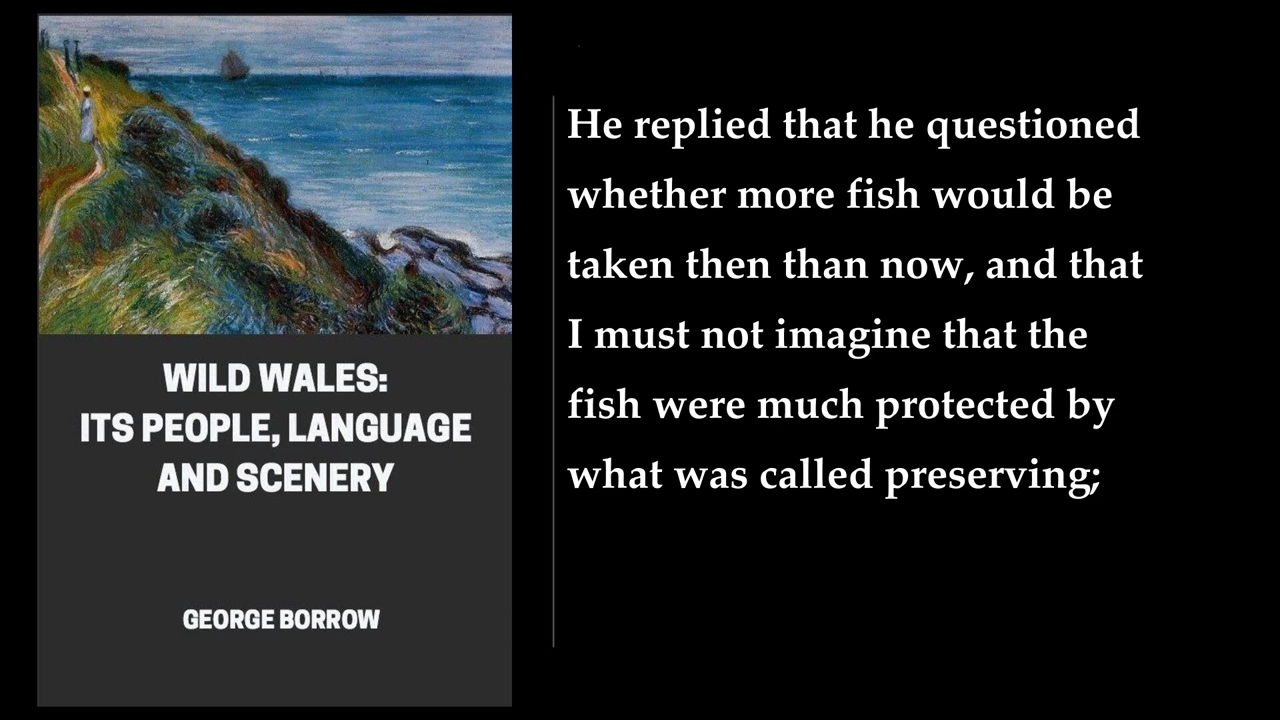 WILD WALES:
ITS PEOPLE, LANGUAGE
AND SCENERY
GEORGE BORROW
He replied that he questioned
whether more fish would be
taken then than now, and that
I must not imagine that the
fish were much protected by
what was called preserving;